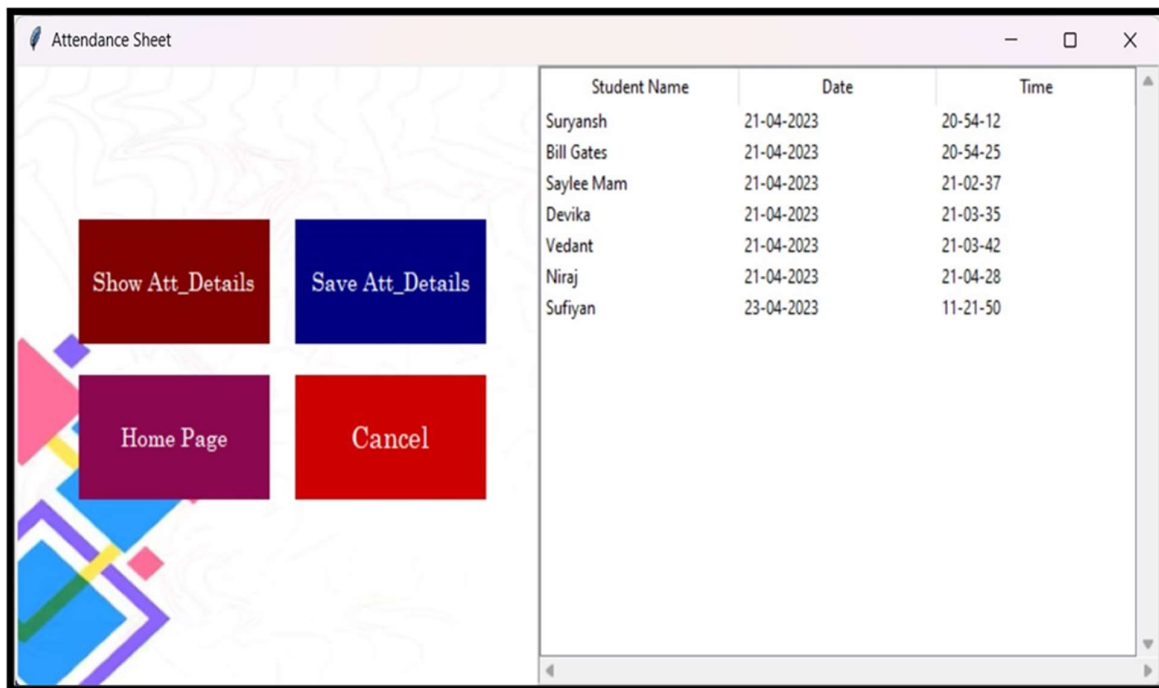 Attendance Sheet
Show Att_Details
Save Att_Details
Home Page
Cancel
Student Name Date Time
Suryansh 21-04-2023 20-54-12
Bill Gates 21-04-2023 20-54-25
Saylee Mam 21-04-2023 21-02-37
Devika 21-04-2023 21-03-35
Vedant 21-04-2023 21-03-42
Niraj 21-04-2023 21-04-28
Sufiyan 23-04-2023 11-21-50